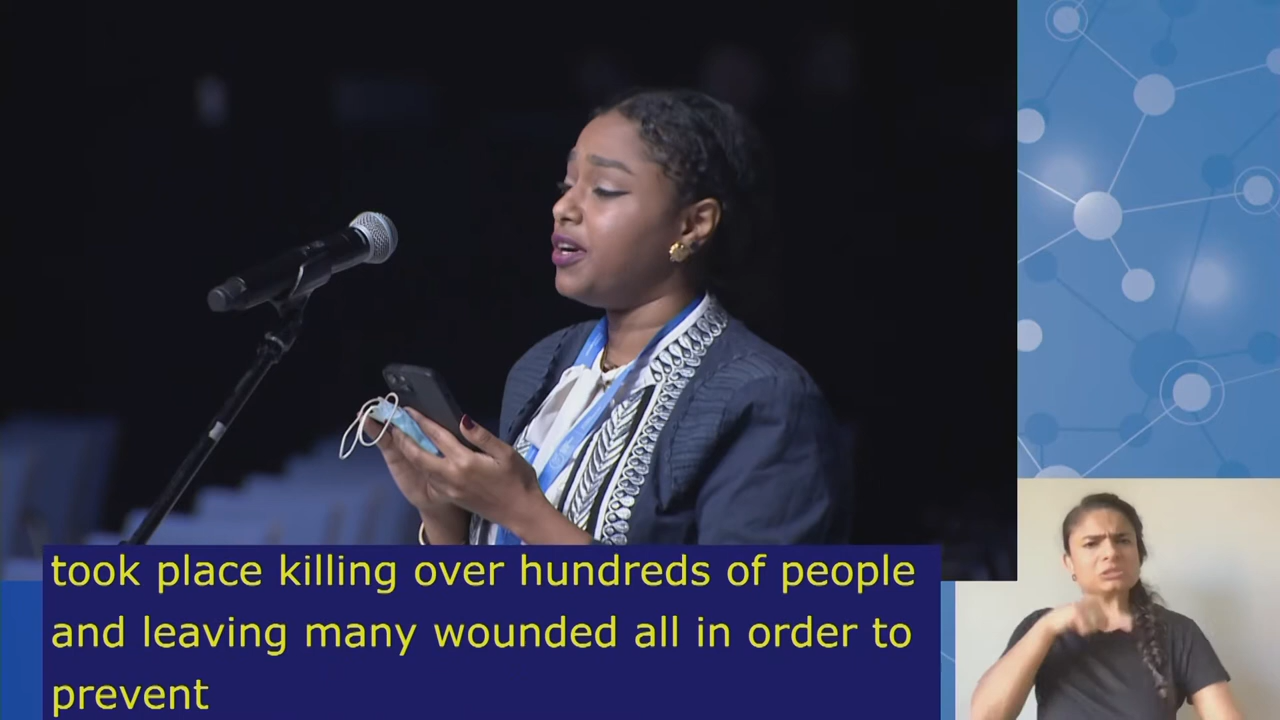 took place killing over hundreds of people
and leaving many wounded all in order to
prevent